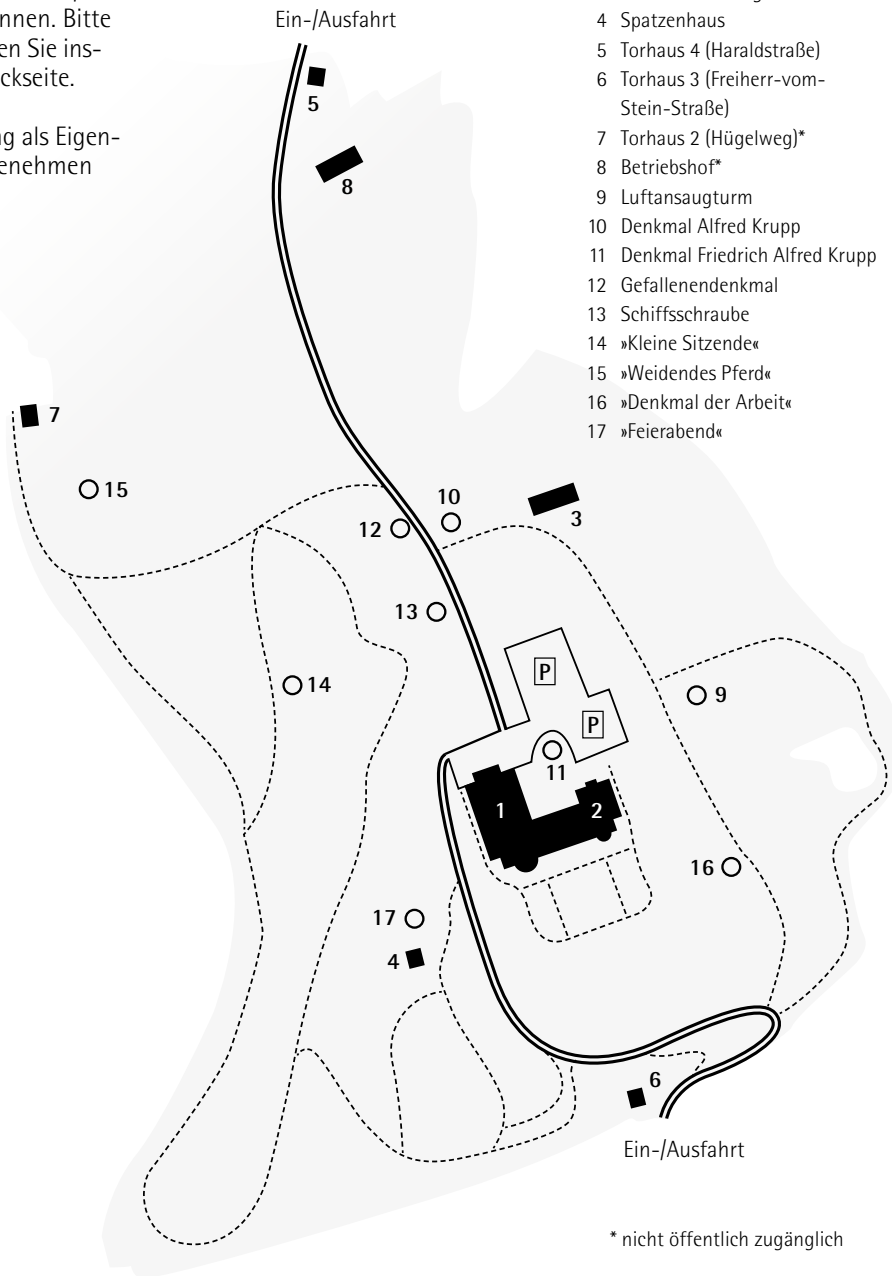 nnen. Bitte
en Sie ins-
ckseite.
ng als Eigen-
enehmen
Ein-/Ausfahrt
4 Spatzenhaus
5 Torhaus 4 (Haraldstraße)
6 Torhaus 3 (Freiherr-vom-
Stein-Straße)
7 Torhaus 2 (Hügelweg)*
8 Betriebshof*
9 Luftansaugturm
10 Denkmal Alfred Krupp
11 Denkmal Friedrich Alfred Krupp
12 Gefallenendenkmal
13 Schiffsschraube
14 »Kleine Sitzende«
15 »Weidendes Pferd«
16 »Denkmal der Arbeit«
17 »Feierabend«
5
8
7
15
10
12
3
13
14
P
9
P
11
1
2
16
17
4
6
Ein-/Ausfahrt
* nicht öffentlich zugänglich